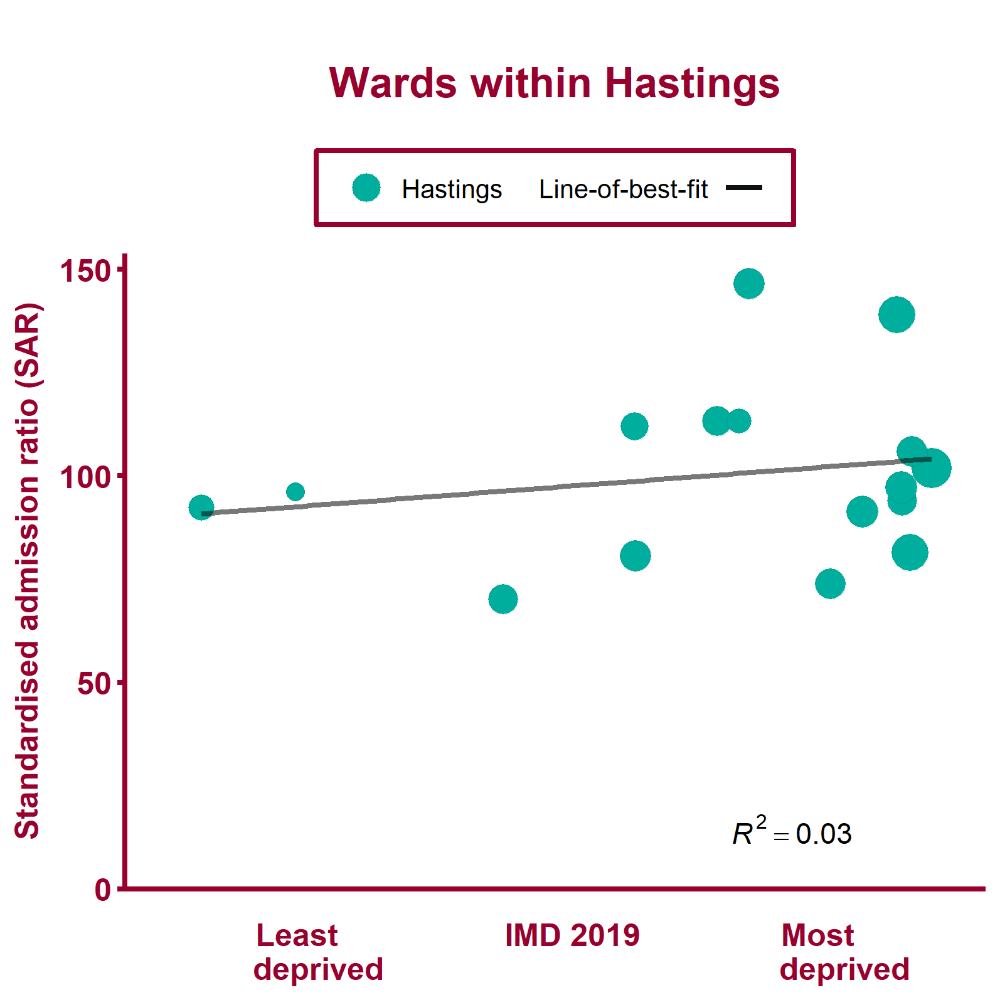 Wards within Hastings
Hastings Line-of-best-fit
Standardised admission ratio (SAR)
150
100
50
0
R² = 0.03
Least deprived
IMD 2019
Most deprived